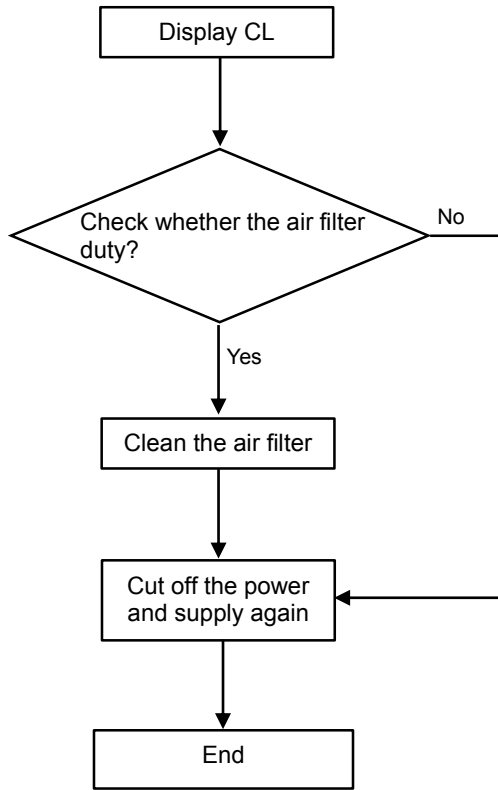 Display CL
Check whether the air filter
duty?
No
Yes
Clean the air filter
Cut off the power
and supply again
End